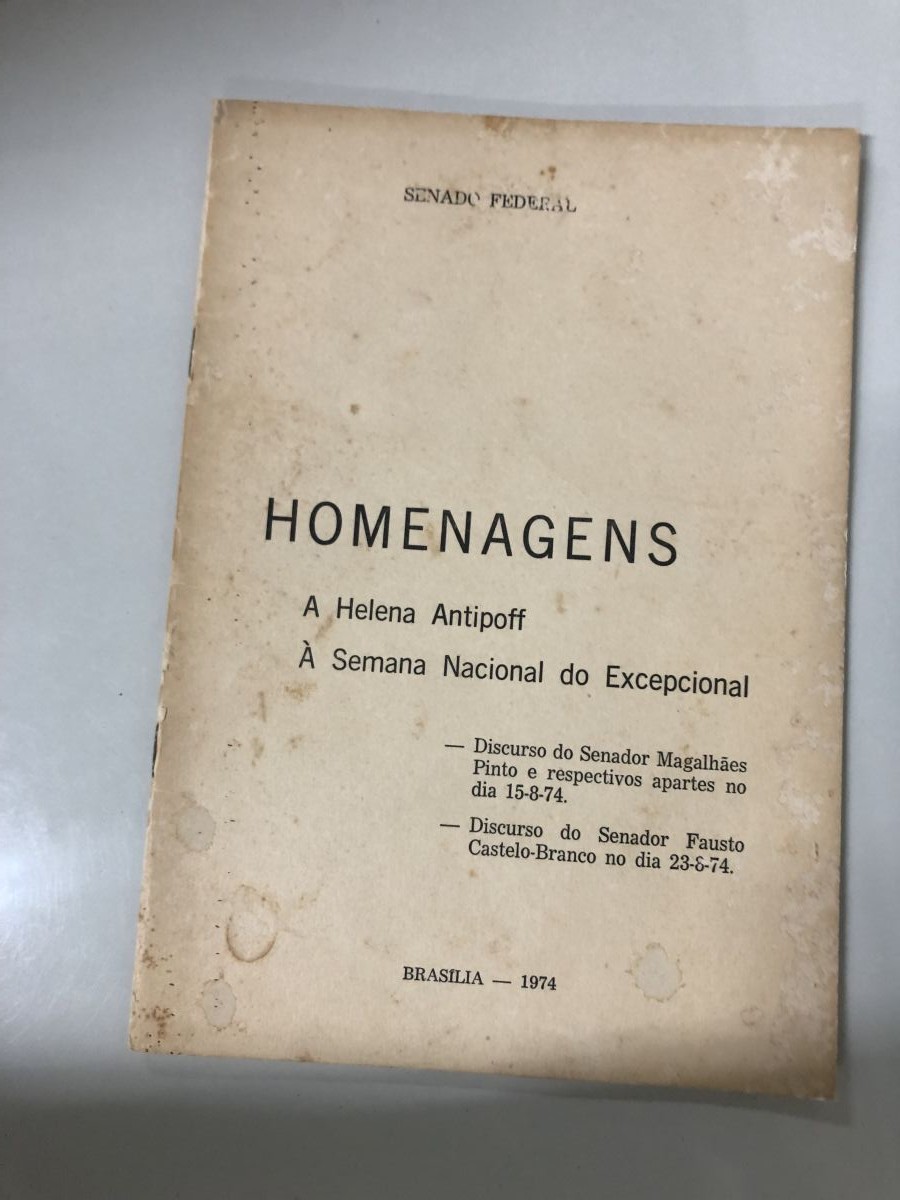 SENADO FEDERAL
HOMENAGENS
A Helena Antipoff
À Semana Nacional do Excepcional
— Discurso do Senador Magalhães
Pinto e respectivos apartes no
dia 15-8-74.
— Discurso do Senador Fausto
Castelo-Branco no dia 23-8-74.
BRASÍLIA — 1974